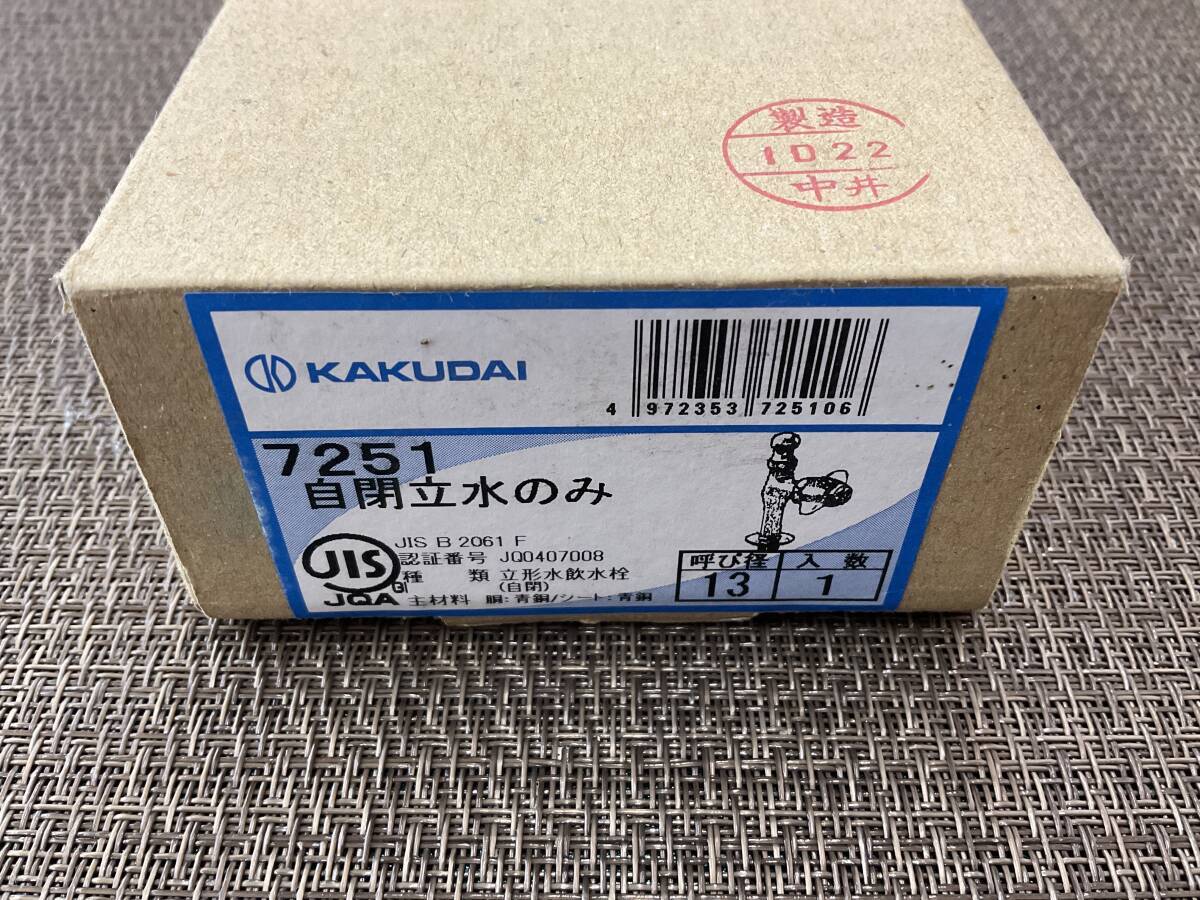 製造
1D22
中井
KAKUDAI
4 972353 725106
7251
自閉立水のみ
JIS B 2061 F
認証番号 JQ0407008
種類 立形水飲水栓
(自閉)
主材料 胴:青銅/シート:青銅
JIS
JQA
呼び径 入数
13 1